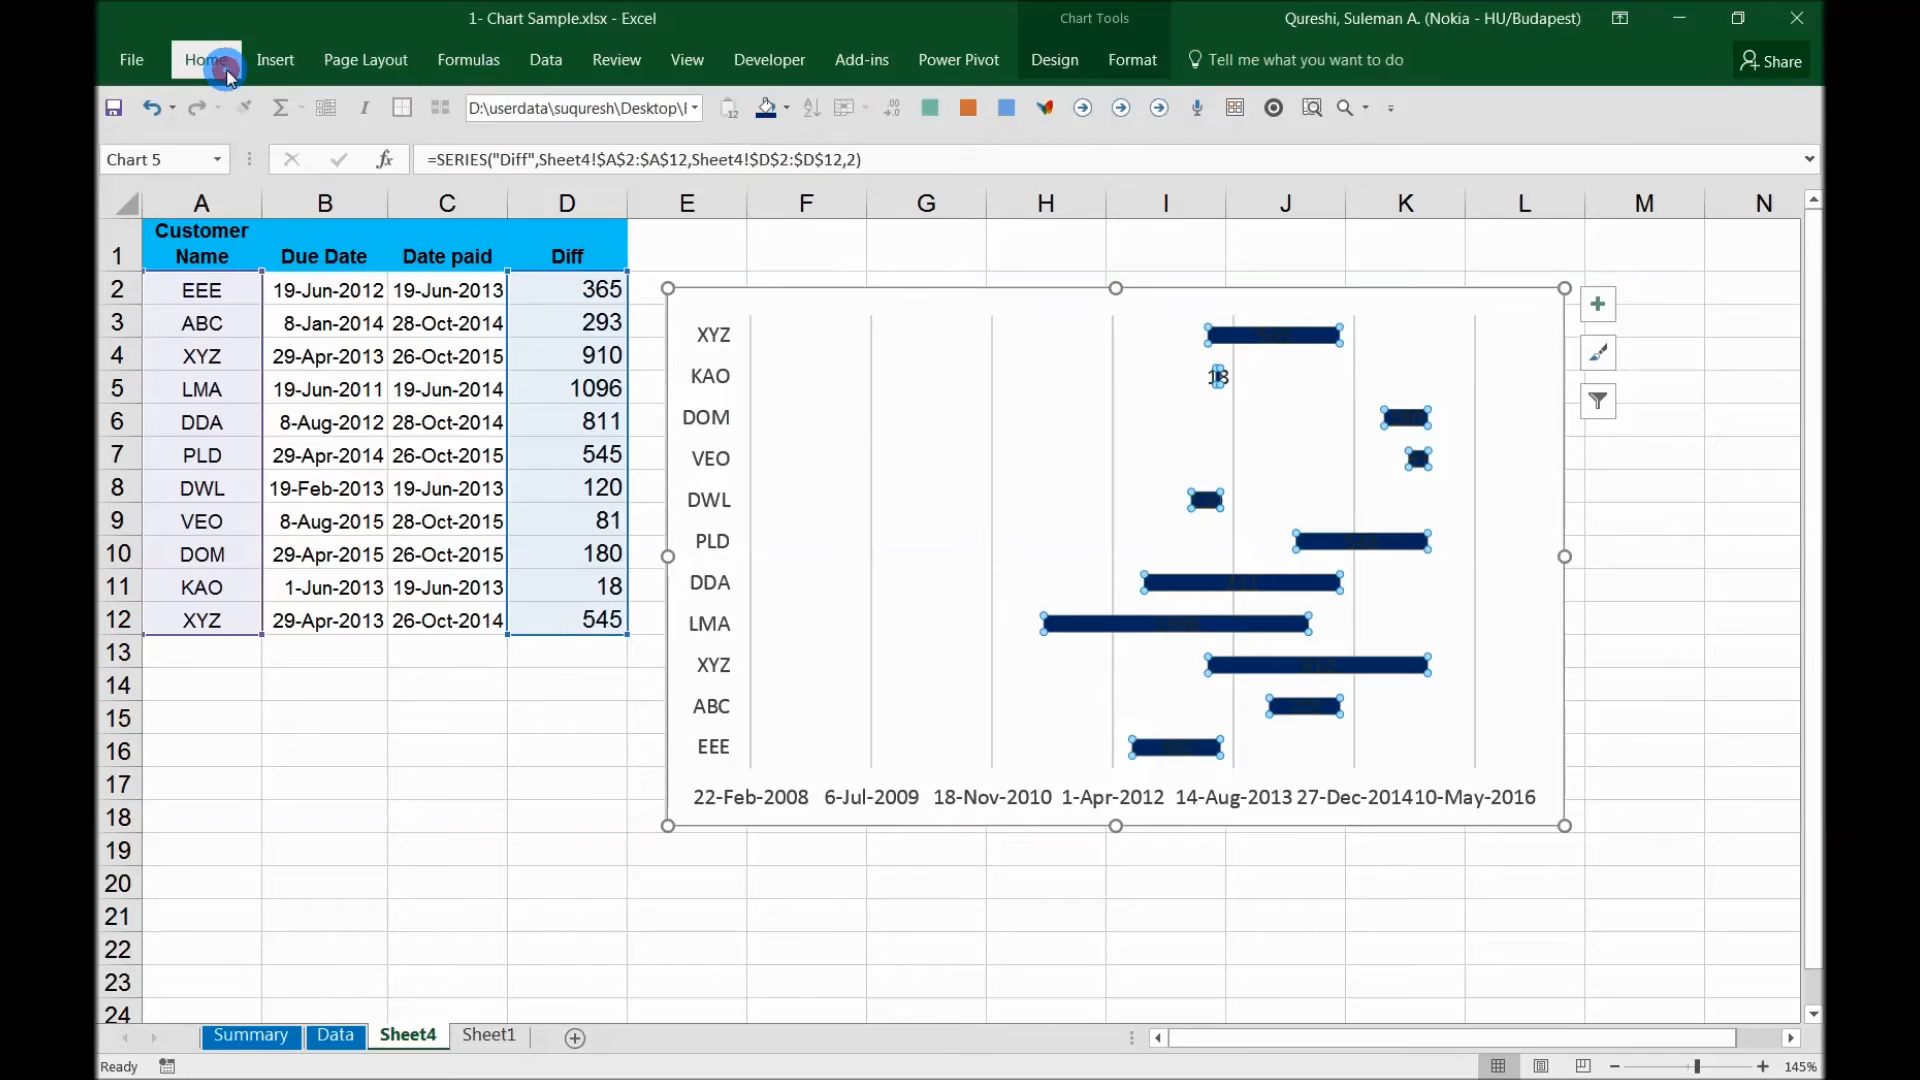 1- Chart Sample.xlsx - Excel
Chart Tools
Qureshi, Suleman A. (Nokia - HU/Budapest)
File Home Insert Page Layout Formulas Data Review View Developer Add-ins Power Pivot Design Format Tell me what you want to do Share
D:\userdata\suquresh\Desktop\
Chart 5 fx =SERIES("Diff",Sheet4!$A$2:$A$12,Sheet4!$D$2:$D$12,2)
A B C D E F G H I J K L M N
1 Customer Name Due Date Date paid Diff
2 EEE 19-Jun-2012 19-Jun-2013 365
3 ABC 8-Jan-2014 28-Oct-2014 293
4 XYZ 29-Apr-2013 26-Oct-2015 910
5 LMA 19-Jun-2011 19-Jun-2014 1096
6 DDA 8-Aug-2012 28-Oct-2014 811
7 PLD 29-Apr-2014 26-Oct-2015 545
8 DWL 19-Feb-2013 19-Jun-2013 120
9 VEO 8-Aug-2015 28-Oct-2015 81
10 DOM 29-Apr-2015 26-Oct-2015 180
11 KAO 1-Jun-2013 19-Jun-2013 18
12 XYZ 29-Apr-2013 26-Oct-2014 545
13
14
15
16
17
18
19
20
21
22
23
24
XYZ
KAO 18
DOM
VEO
DWL
PLD
DDA
LMA
XYZ
ABC
EEE
22-Feb-2008 6-Jul-2009 18-Nov-2010 1-Apr-2012 14-Aug-2013 27-Dec-2014 10-May-2016
Summary Data Sheet4 Sheet1
Ready 145%